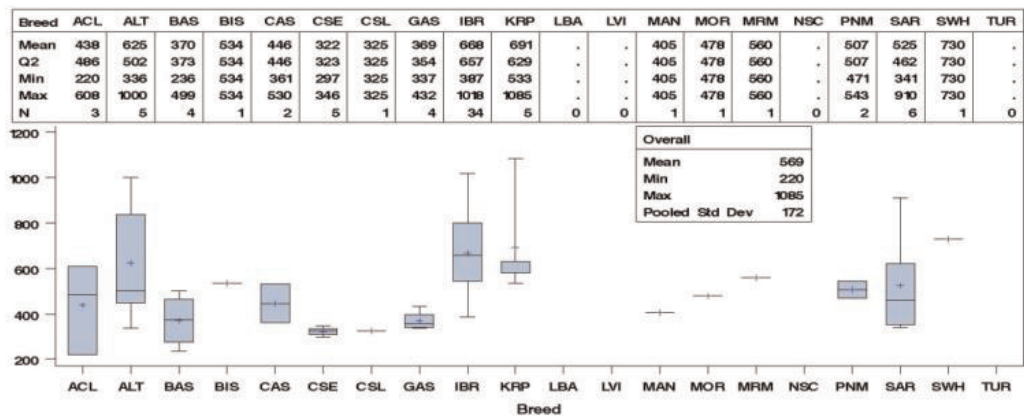 Breed ACL ALT BAS BIS CAS CSE CSL GAS IBR KRP LBA LVI MAN MOR MRM NSC PNM SAR SWH TUR
Mean 438 625 370 534 446 322 325 369 668 691 . . 405 478 560 . 507 525 730 .
Q2 486 502 373 534 446 323 325 354 657 629 . . 405 478 560 . 507 462 730 .
Min 220 336 236 534 361 297 325 337 387 533 . . 405 478 560 . 471 341 730 .
Max 608 1000 499 534 530 346 325 432 1018 1085 . . 405 478 560 . 543 910 730 .
N 3 5 4 1 2 5 1 4 34 5 0 0 1 1 1 0 2 6 1 0
1200
1000
800
600
400
200
Overall
Mean 569
Min 220
Max 1085
Pooled Std Dev 172
ACL ALT BAS BIS CAS CSE CSL GAS IBR KRP LBA LVI MAN MOR MRM NSC PNM SAR SWH TUR
Breed